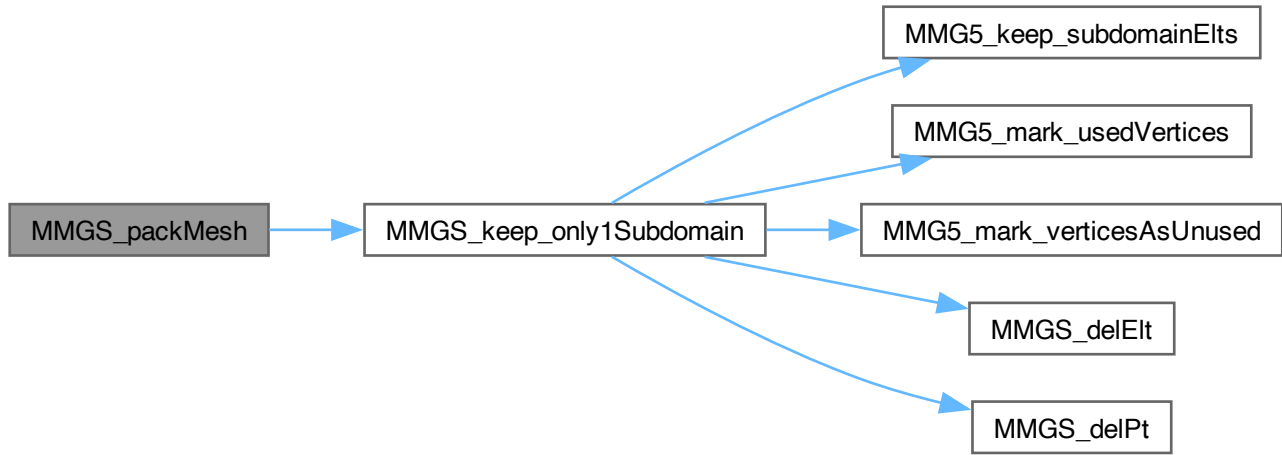 MMGS_packMesh
MMGS_keep_only1Subdomain
MMG5_keep_subdomainElts
MMG5_mark_usedVertices
MMG5_mark_verticesAsUnused
MMGS_delElt
MMGS_delPt